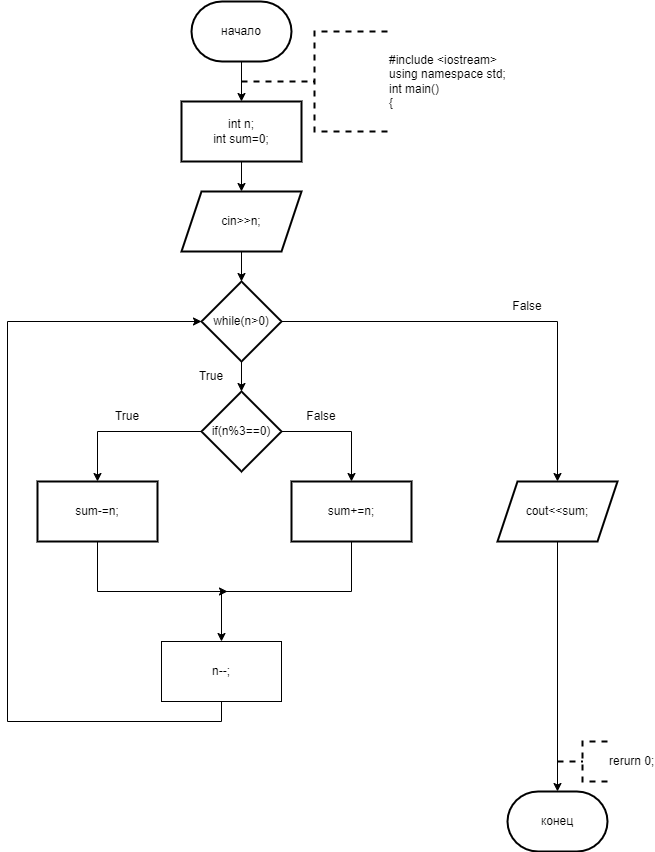 начало
#include <iostream>
using namespace std;
int main()
{
int n;
int sum=0;
cin>>n;
while(n>0)
False
True
if(n%3==0)
True
False
sum-=n;
sum+=n;
cout<<sum;
n--;
rerurn 0;
конец